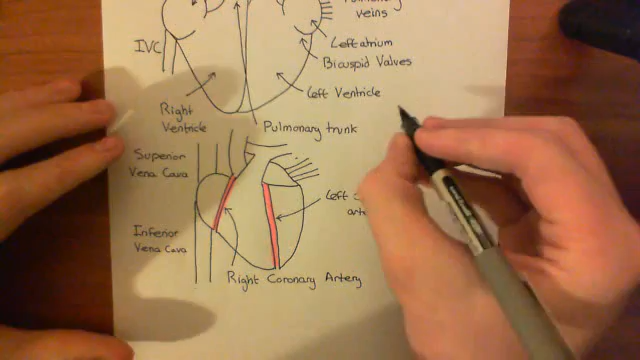 veins
Left atrium
IVC
Bicuspid Valves
Left Ventricle
Right
Ventricle
Pulmonary trunk
Superior
Vena Cava
Left
Inferior
Vena Cava
Right Coronary Artery